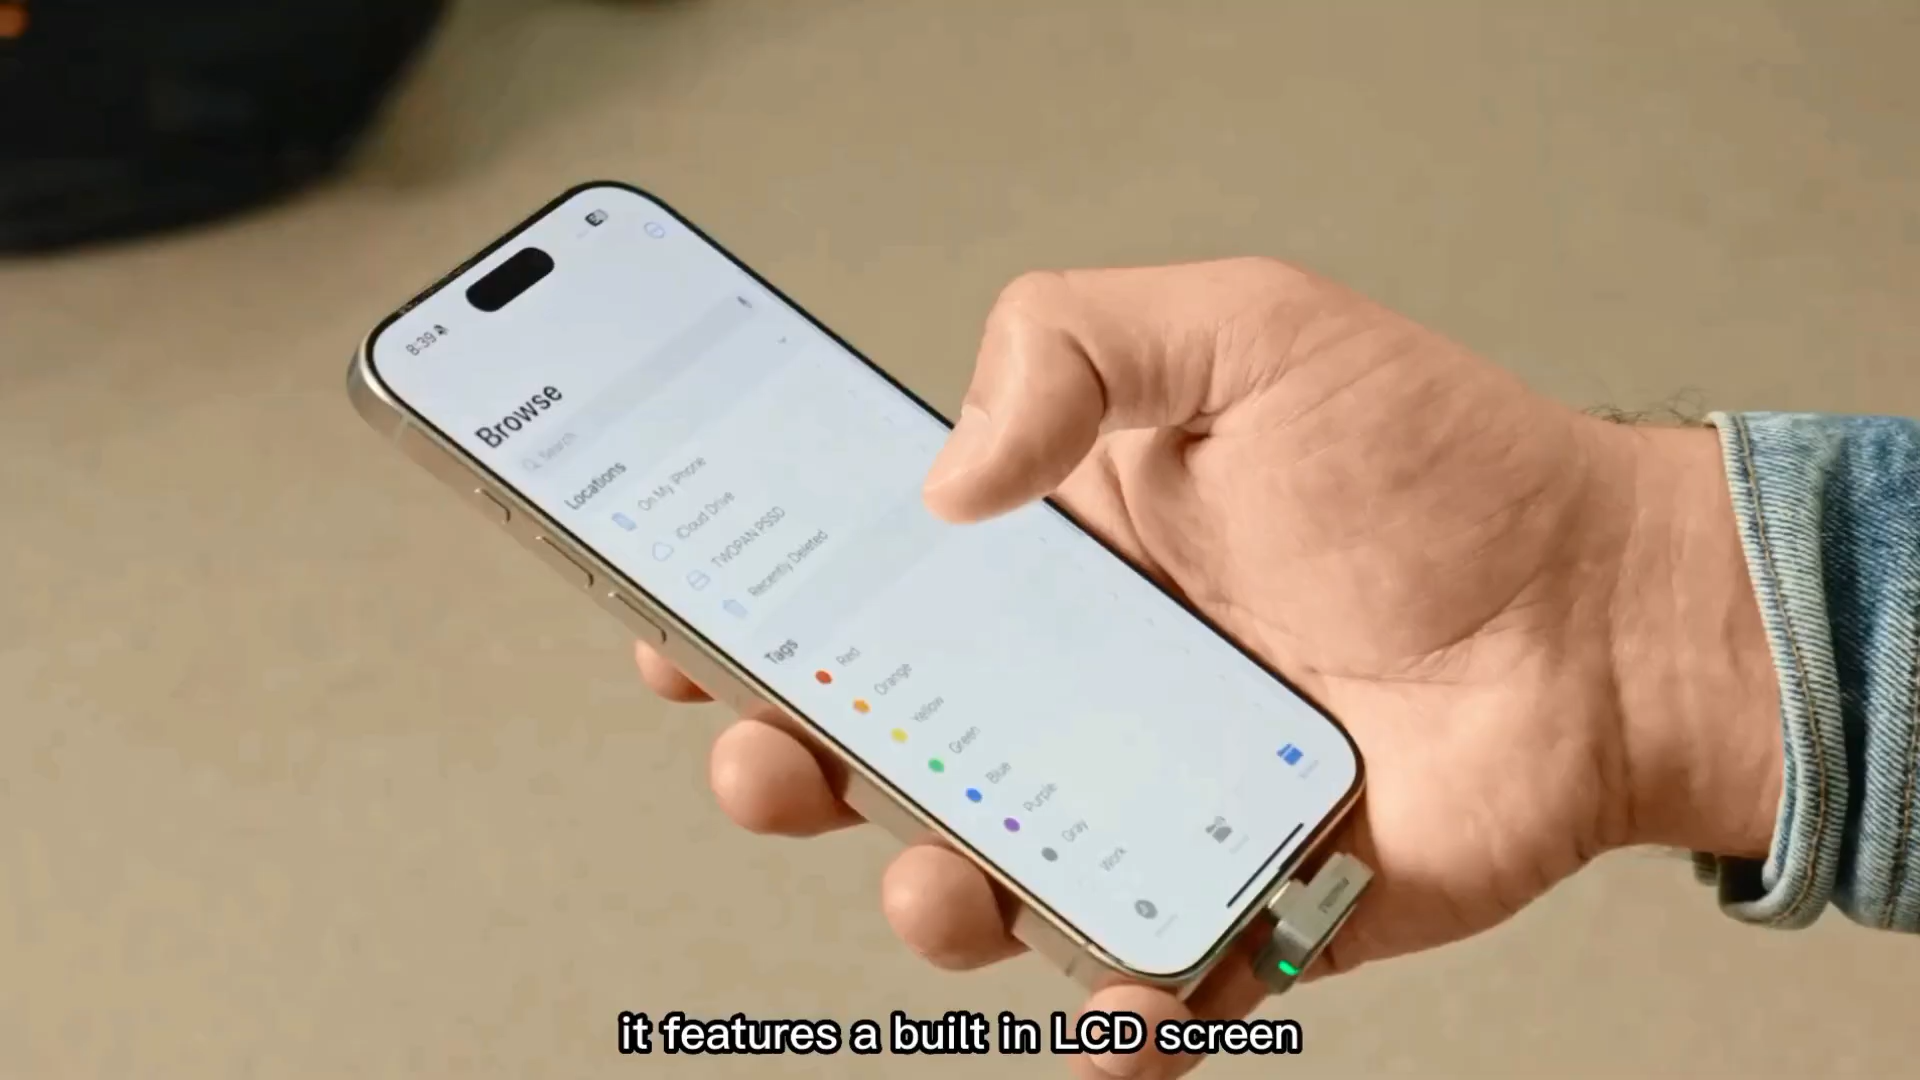 8:39
Browse
Search
Locations
On My iPhone
iCloud Drive
TWOPAN PSSD
Recently Deleted
Tags
Red
Orange
Yellow
Green
Blue
Purple
Gray
Work
it features a built in LCD screen